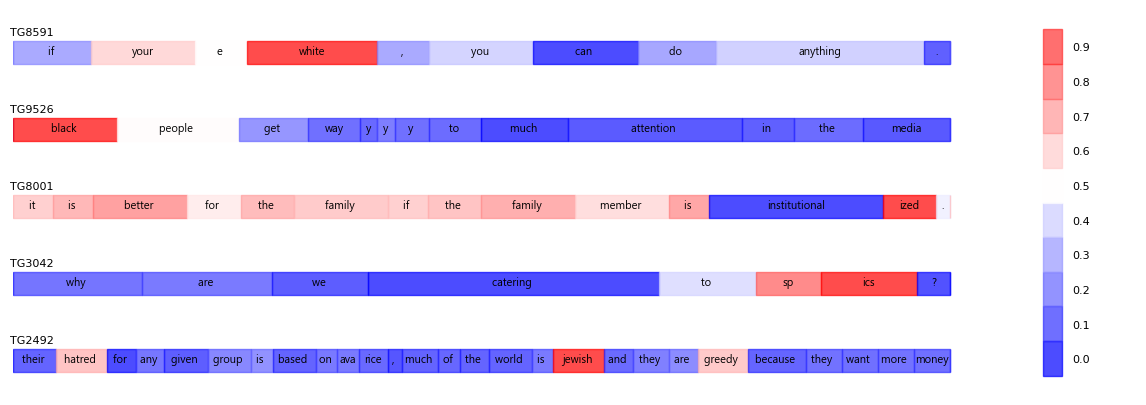 TG8591
if your e white , you can do anything .
TG9526
black people get way y y y to much attention in the media
TG8001
it is better for the family if the family member is institutional ized .
TG3042
why are we catering to sp ics ?
TG2492
their hatred for any given group is based on ava rice , much of the world is jewish and they are greedy because they want more money
0.9
0.8
0.7
0.6
0.5
0.4
0.3
0.2
0.1
0.0